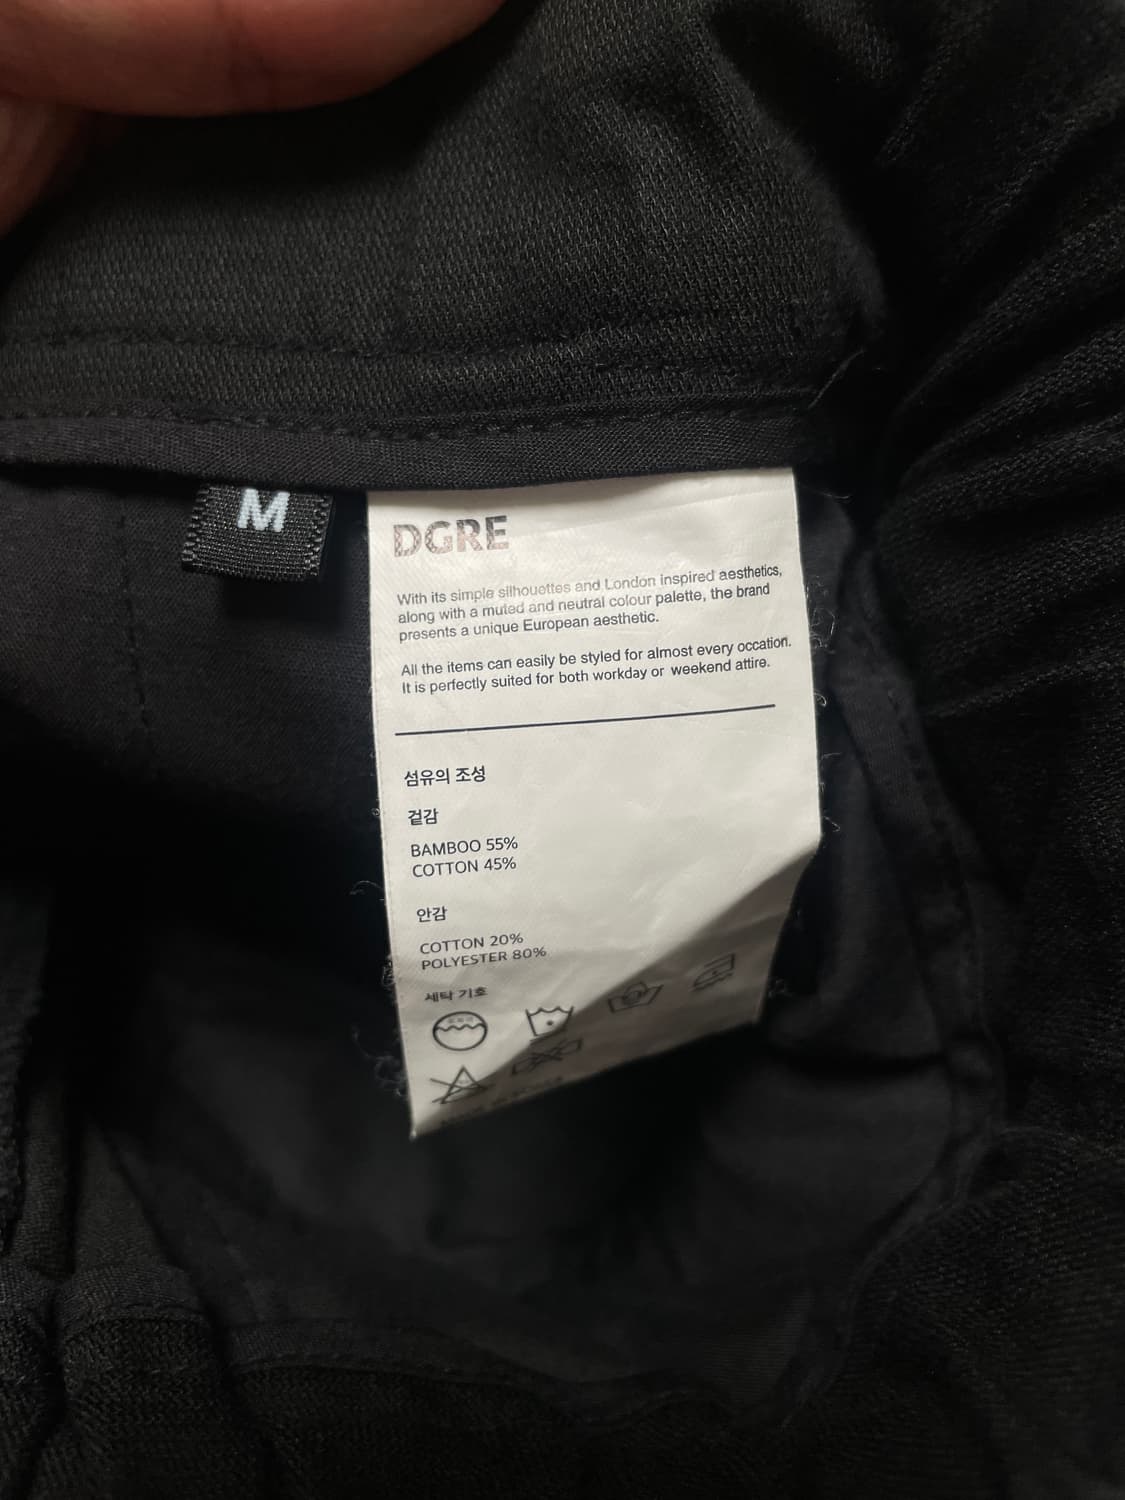 M
DGRE
With its simple silhouettes and London inspired aesthetics,
along with a muted and neutral colour palette, the brand
presents a unique European aesthetic.
All the items can easily be styled for almost every occation.
It is perfectly suited for both workday or weekend attire.
섬유의 조성
겉감
BAMBOO 55%
COTTON 45%
안감
COTTON 20%
POLYESTER 80%
세탁 기호